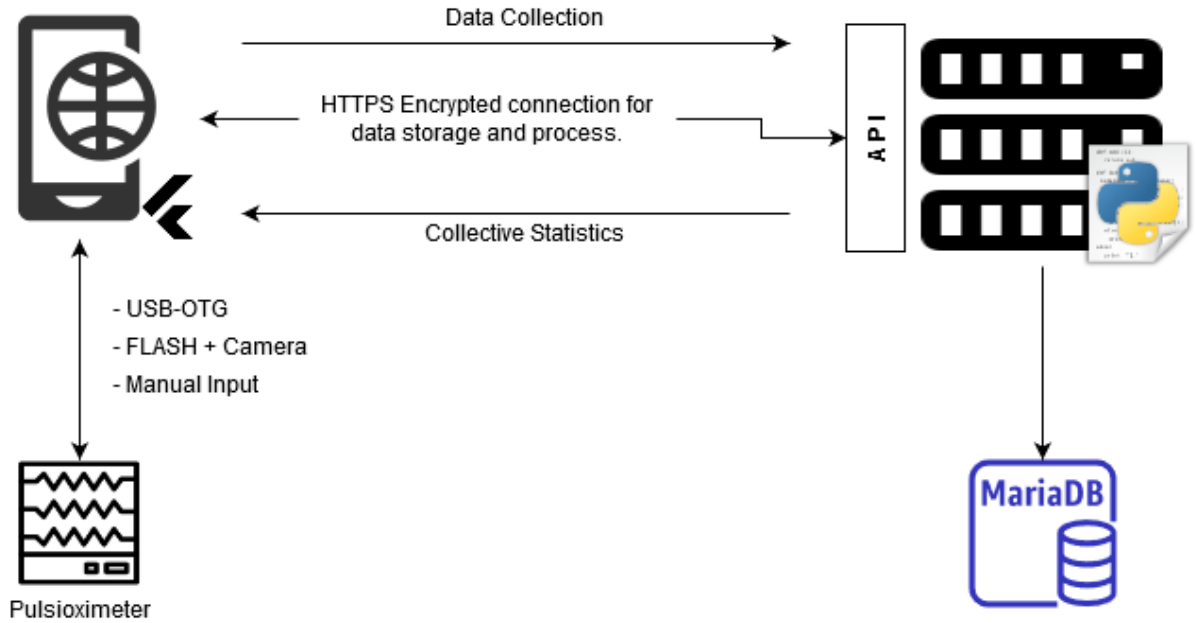 Data Collection
HTTPS Encrypted connection for
data storage and process.
API
Collective Statistics
- USB-OTG
- FLASH + Camera
- Manual Input
MariaDB
Pulsioximeter